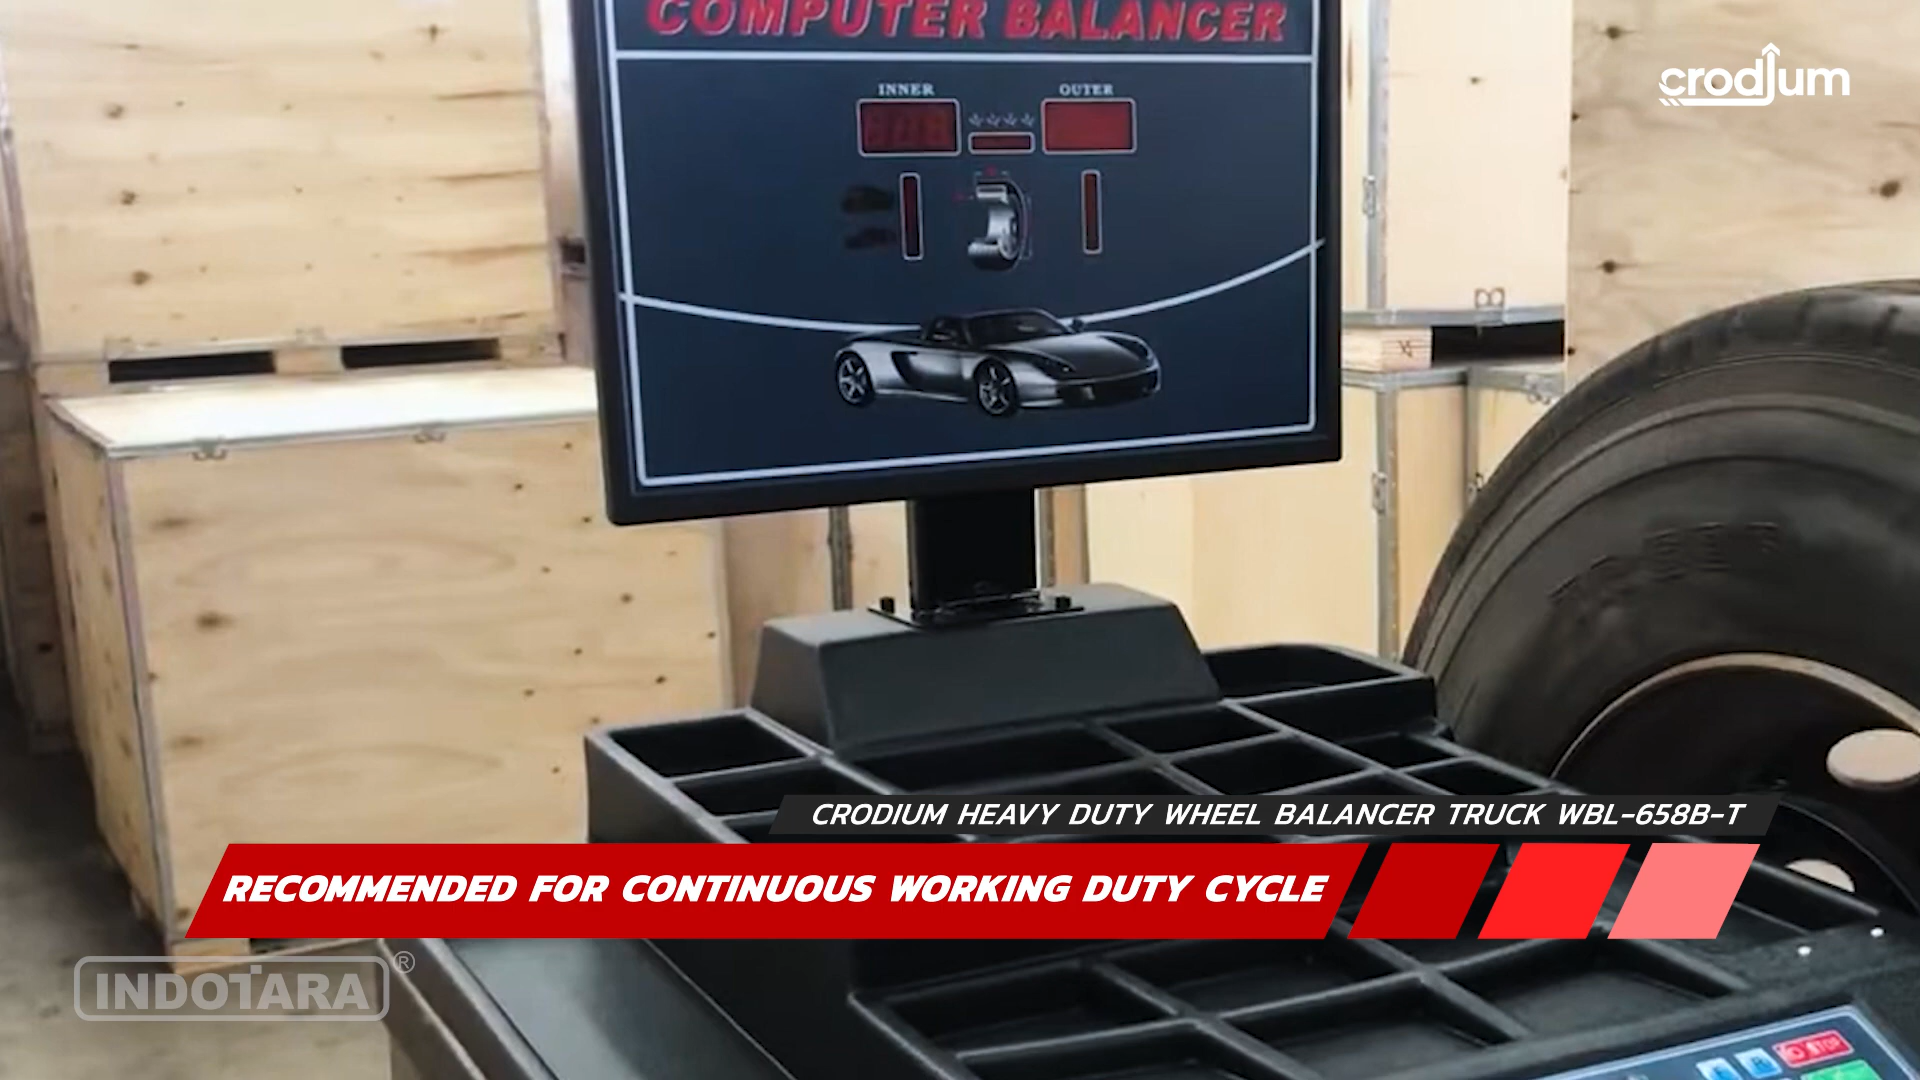 COMPUTER BALANCER
crodium
INNER
OUTER
CRODIUM HEAVY DUTY WHEEL BALANCER TRUCK WBL-658B-T
RECOMMENDED FOR CONTINUOUS WORKING DUTY CYCLE
INDOTARA®
STOP